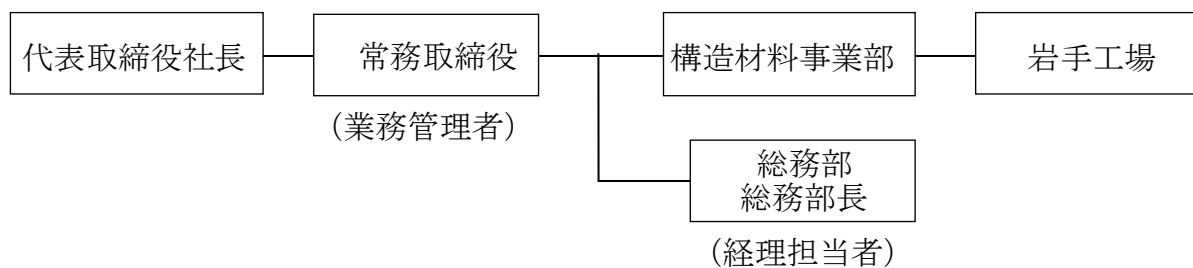 代表取締役社長
常務取締役
構造材料事業部
岩手工場
(業務管理者)
総務部
総務部長
(経理担当者)